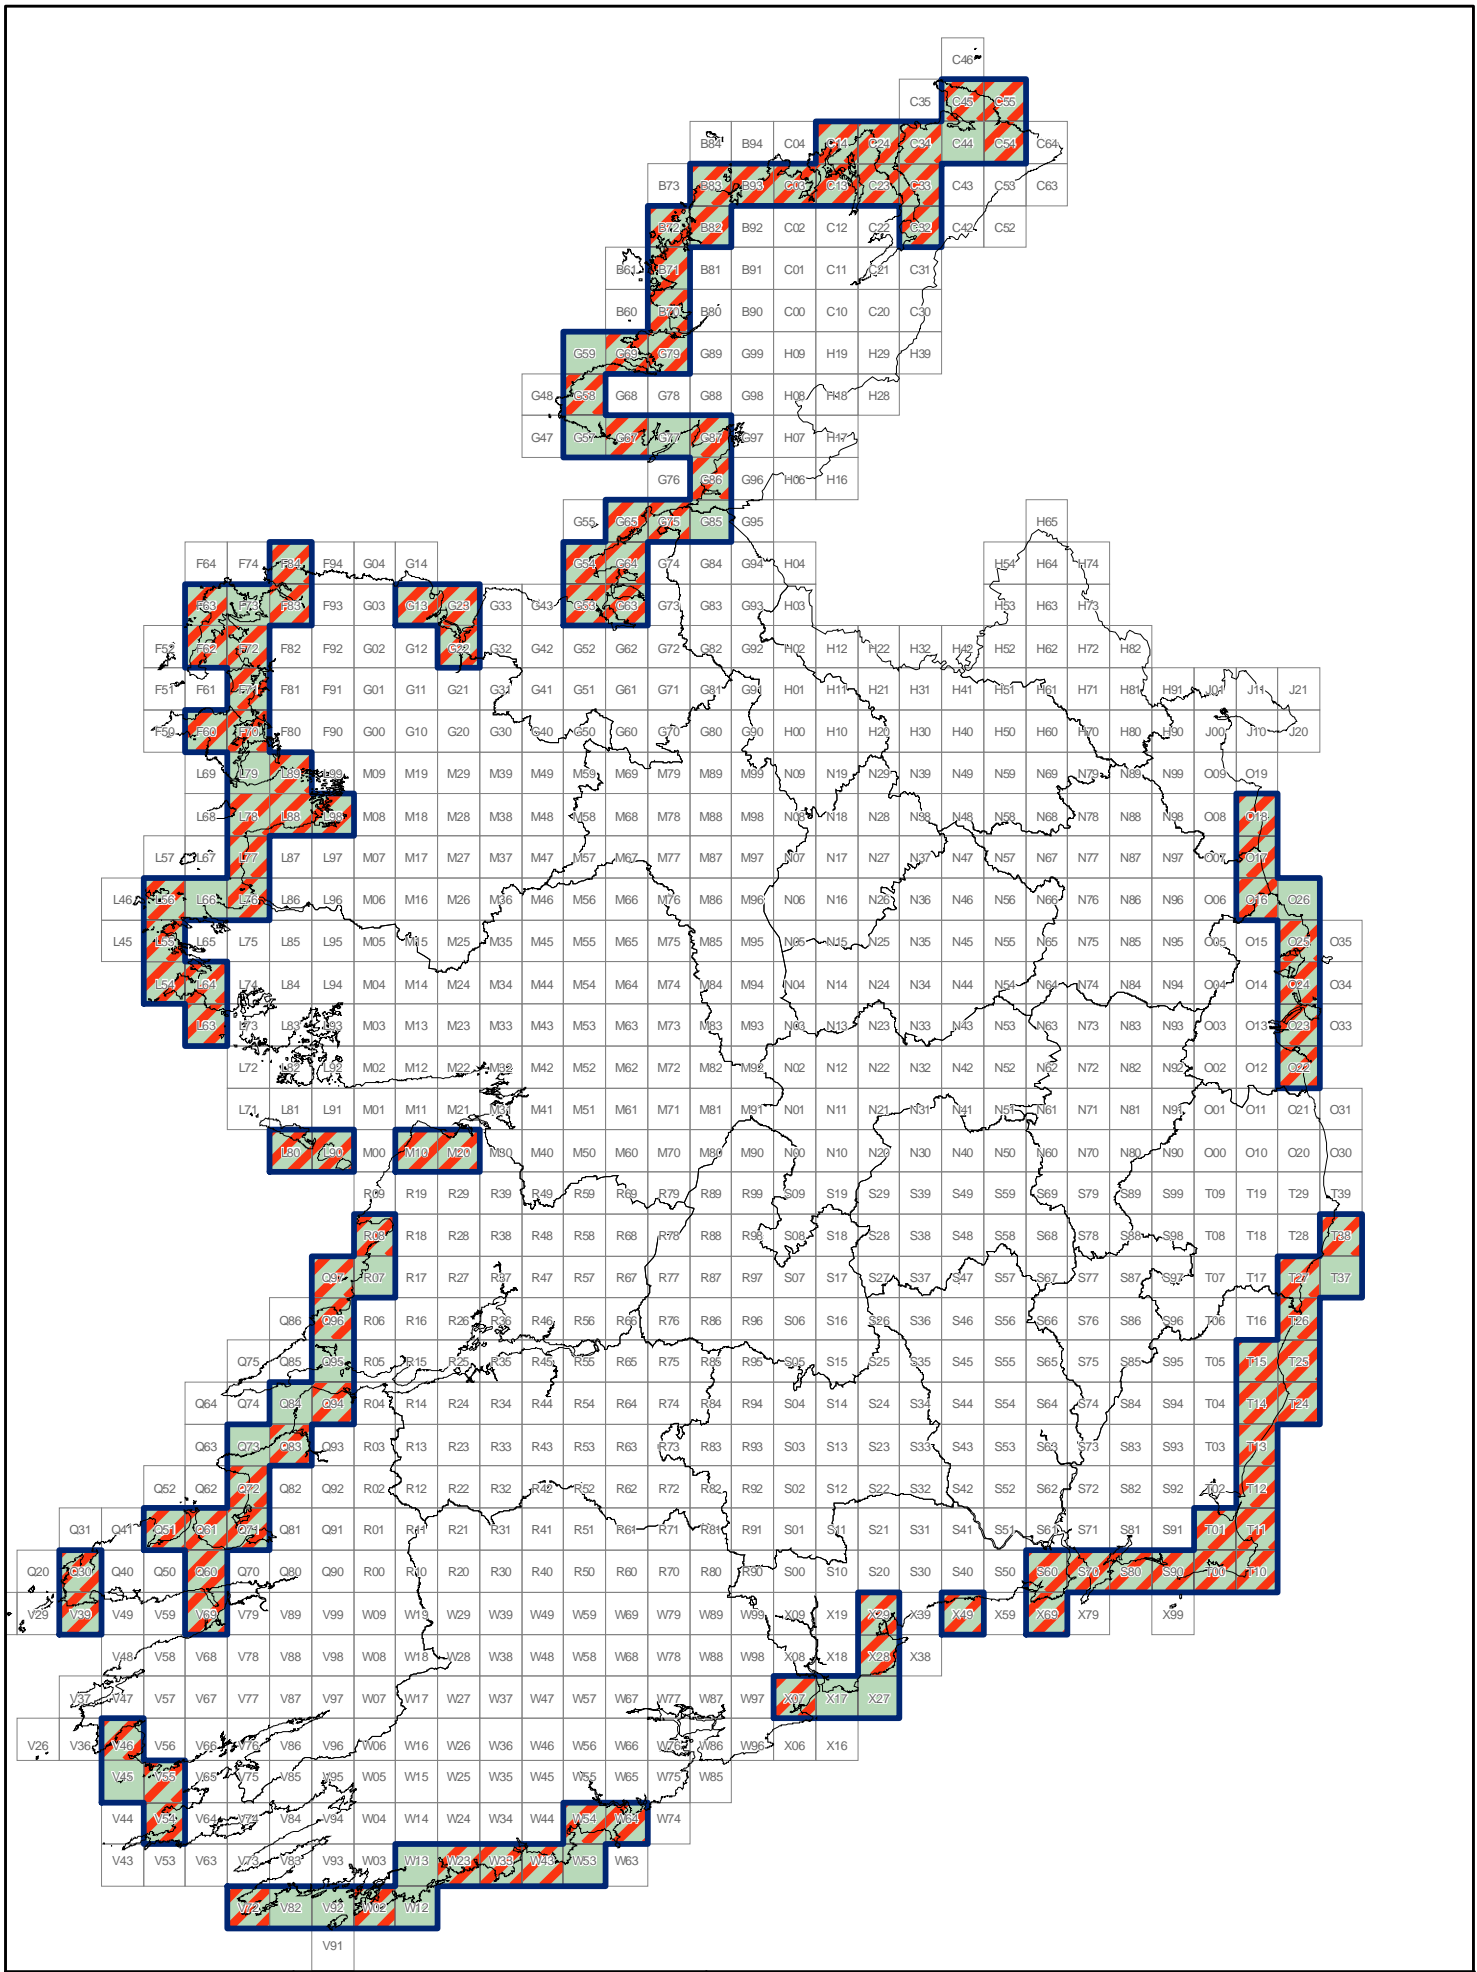 C46
C35 C45 C55
B84 B94 C04 C14 C24 C34 C44 C54 C64
B73 B83 B93 C03 C13 C23 C33 C43 C53 C63
B72 B82 B92 C02 C12 C22 C32 C42 C52
B61 B71 B81 B91 C01 C11 C21 C31
B60 B70 B80 B90 C00 C10 C20 C30
G59 G69 G79 G89 G99 H09 H19 H29 H39
G48 G58 G68 G78 G88 G98 H08 H18 H28
G47 G57 G67 G77 G87 G97 H07 H17
G76 G86 G96 H06 H16
G55 G65 G75 G85 G95 H65
F64 F74 F84 F94 G04 G14 G54 G64 G74 G84 G94 H04 H54 H64 H74
F63 F73 F83 F93 G03 G13 G23 G33 G43 G53 G63 G73 G83 G93 H03 H53 H63 H73
F52 F62 F72 F82 F92 G02 G12 G22 G32 G42 G52 G62 G72 G82 G92 H02 H12 H22 H32 H42 H52 H62 H72 H82
F51 F61 F71 F81 F91 G01 G11 G21 G31 G41 G51 G61 G71 G81 G91 H01 H11 H21 H31 H41 H51 H61 H71 H81 H91 J01 J11 J21
F50 F60 F70 F80 F90 G00 G10 G20 G30 G40 G50 G60 G70 G80 G90 H00 H10 H20 H30 H40 H50 H60 H70 H80 H90 J00 J10 J20
L69 L79 L89 L99 M09 M19 M29 M39 M49 M59 M69 M79 M89 M99 N09 N19 N29 N39 N49 N59 N69 N79 N89 N99 O09 O19
L68 L78 L88 L98 M08 M18 M28 M38 M48 M58 M68 M78 M88 M98 N08 N18 N28 N38 N48 N58 N68 N78 N88 N98 O08 O18
L57 L67 L77 L87 L97 M07 M17 M27 M37 M47 M57 M67 M77 M87 M97 N07 N17 N27 N37 N47 N57 N67 N77 N87 N97 O07 O17
L46 L56 L66 L76 L86 L96 M06 M16 M26 M36 M46 M56 M66 M76 M86 M96 N06 N16 N26 N36 N46 N56 N66 N76 N86 N96 O06 O16 O26
L45 L55 L65 L75 L85 L95 M05 M15 M25 M35 M45 M55 M65 M75 M85 M95 N05 N15 N25 N35 N45 N55 N65 N75 N85 N95 O05 O15 O25 O35
L54 L64 L74 L84 L94 M04 M14 M24 M34 M44 M54 M64 M74 M84 M94 N04 N14 N24 N34 N44 N54 N64 N74 N84 N94 O04 O14 O24 O34
L63 L73 L83 L93 M03 M13 M23 M33 M43 M53 M63 M73 M83 M93 N03 N13 N23 N33 N43 N53 N63 N73 N83 N93 O03 O13 O23 O33
L72 L82 L92 M02 M12 M22 M32 M42 M52 M62 M72 M82 M92 N02 N12 N22 N32 N42 N52 N62 N72 N82 N92 O02 O12 O22
L71 L81 L91 M01 M11 M21 M31 M41 M51 M61 M71 M81 M91 N01 N11 N21 N31 N41 N51 N61 N71 N81 N91 O01 O11 O21 O31
L80 L90 M00 M10 M20 M30 M40 M50 M60 M70 M80 M90 N00 N10 N20 N30 N40 N50 N60 N70 N80 N90 O00 O10 O20 O30
R09 R19 R29 R39 R49 R59 R69 R79 R89 R99 S09 S19 S29 S39 S49 S59 S69 S79 S89 S99 T09 T19 T29 T39
R08 R18 R28 R38 R48 R58 R68 R78 R88 R98 S08 S18 S28 S38 S48 S58 S68 S78 S88 S98 T08 T18 T28 T38
Q97 R07 R17 R27 R37 R47 R57 R67 R77 R87 R97 S07 S17 S27 S37 S47 S57 S67 S77 S87 S97 T07 T17 T27 T37
Q86 Q96 R06 R16 R26 R36 R46 R56 R66 R76 R86 R96 S06 S16 S26 S36 S46 S56 S66 S76 S86 S96 T06 T16 T26
Q75 Q85 Q95 R05 R15 R25 R35 R45 R55 R65 R75 R85 R95 S05 S15 S25 S35 S45 S55 S65 S75 S85 S95 T05 T15 T25
Q64 Q74 Q84 Q94 R04 R14 R24 R34 R44 R54 R64 R74 R84 R94 S04 S14 S24 S34 S44 S54 S64 S74 S84 S94 T04 T14 T24
Q63 Q73 Q83 Q93 R03 R13 R23 R33 R43 R53 R63 R73 R83 R93 S03 S13 S23 S33 S43 S53 S63 S73 S83 S93 T03 T13
Q52 Q62 Q72 Q82 Q92 R02 R12 R22 R32 R42 R52 R62 R72 R82 R92 S02 S12 S22 S32 S42 S52 S62 S72 S82 S92 T02 T12
Q31 Q41 Q51 Q61 Q71 Q81 Q91 R01 R11 R21 R31 R41 R51 R61 R71 R81 R91 S01 S11 S21 S31 S41 S51 S61 S71 S81 S91 T01 T11
Q20 Q30 Q40 Q50 Q60 Q70 Q80 Q90 R00 R10 R20 R30 R40 R50 R60 R70 R80 R90 S00 S10 S20 S30 S40 S50 S60 S70 S80 S90 T00 T10
V29 V39 V49 V59 V69 V79 V89 V99 W09 W19 W29 W39 W49 W59 W69 W79 W89 W99 X09 X19 X29 X39 X49 X59 X69 X79 X99
V48 V58 V68 V78 V88 V98 W08 W18 W28 W38 W48 W58 W68 W78 W88 W98 X08 X18 X28 X38
V37 V47 V57 V67 V77 V87 V97 W07 W17 W27 W37 W47 W57 W67 W77 W87 W97 X07 X17 X27
V26 V36 V46 V56 V66 V76 V86 V96 W06 W16 W26 W36 W46 W56 W66 W76 W86 W96 X06 X16
V45 V55 V65 V75 V85 V95 W05 W15 W25 W35 W45 W55 W65 W75 W85
V44 V54 V64 V74 V84 V94 W04 W14 W24 W34 W44 W54 W64 W74
V43 V53 V63 V73 V83 V93 W03 W13 W23 W33 W43 W53 W63
V72 V82 V92 W02 W12
V91